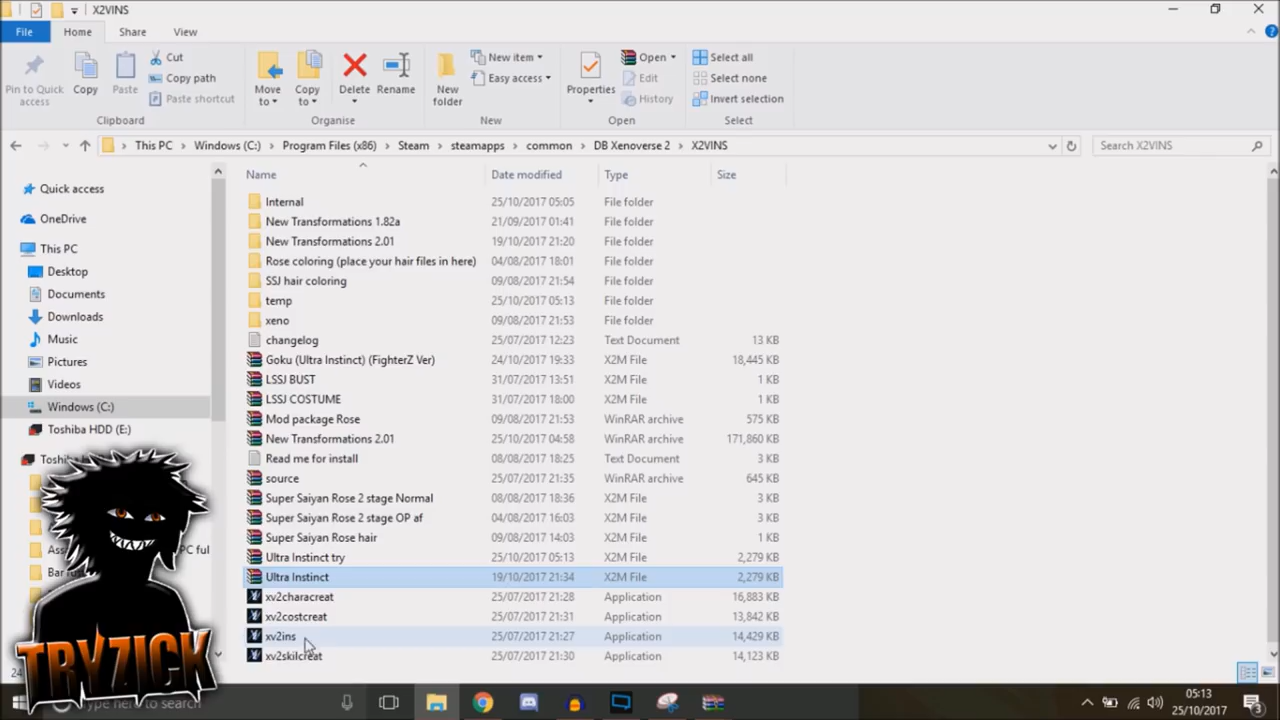 X2VINS
File Home Share View
Pin to Quick access
Copy
Paste
Cut
Copy path
Paste shortcut
Clipboard
Move to
Copy to
Delete
Rename
Organise
New folder
New item
Easy access
New
Properties
Open
Edit
History
Open
Select all
Select none
Invert selection
Select
This PC Windows (C:) Program Files (x86) Steam steamapps common DB Xenoverse 2 X2VINS
Search X2VINS
Quick access
OneDrive
This PC
Desktop
Documents
Downloads
Music
Pictures
Videos
Windows (C:)
Toshiba HDD (E:)
Name Date modified Type Size
Internal 25/10/2017 05:05 File folder
New Transformations 1.82a 21/09/2017 01:41 File folder
New Transformations 2.01 19/10/2017 21:20 File folder
Rose coloring (place your hair files in here) 04/08/2017 18:01 File folder
SSJ hair coloring 09/08/2017 21:54 File folder
temp 25/10/2017 05:13 File folder
xeno 09/08/2017 21:53 File folder
changelog 25/07/2017 12:23 Text Document 13 KB
Goku (Ultra Instinct) (FighterZ Ver) 24/10/2017 19:33 X2M File 18,445 KB
LSSJ BUST 31/07/2017 13:51 X2M File 1 KB
LSSJ COSTUME 31/07/2017 18:00 X2M File 1 KB
Mod package Rose 09/08/2017 21:53 WinRAR archive 575 KB
New Transformations 2.01 25/10/2017 04:58 WinRAR archive 171,860 KB
Read me for install 08/08/2017 18:25 Text Document 3 KB
source 25/07/2017 21:35 WinRAR archive 645 KB
Super Saiyan Rose 2 stage Normal 08/08/2017 18:36 X2M File 3 KB
Super Saiyan Rose 2 stage OP af 04/08/2017 16:03 X2M File 3 KB
Super Saiyan Rose hair 09/08/2017 14:03 X2M File 1 KB
Ultra Instinct try 25/10/2017 05:13 X2M File 2,279 KB
Ultra Instinct 19/10/2017 21:34 X2M File 2,279 KB
xv2characreat 25/07/2017 21:28 Application 16,883 KB
xv2costcreat 25/07/2017 21:31 Application 13,842 KB
xv2ins 25/07/2017 21:27 Application 14,429 KB
xv2skilcreat 25/07/2017 21:30 Application 14,123 KB
TRYZICK
here to search
05:13
25/10/2017
3